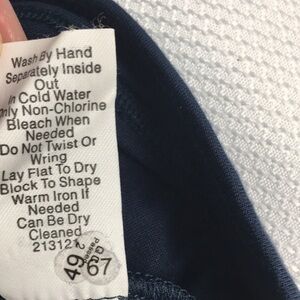 Wash By Hand
Separately Inside
Out
In Cold Water
Only Non-Chlorine
Bleach When
Needed
Do Not Twist Or
Wring
Lay Flat To Dry
Block To Shape
Warm Iron If
Needed
Can Be Dry
Cleaned
21312
49
67